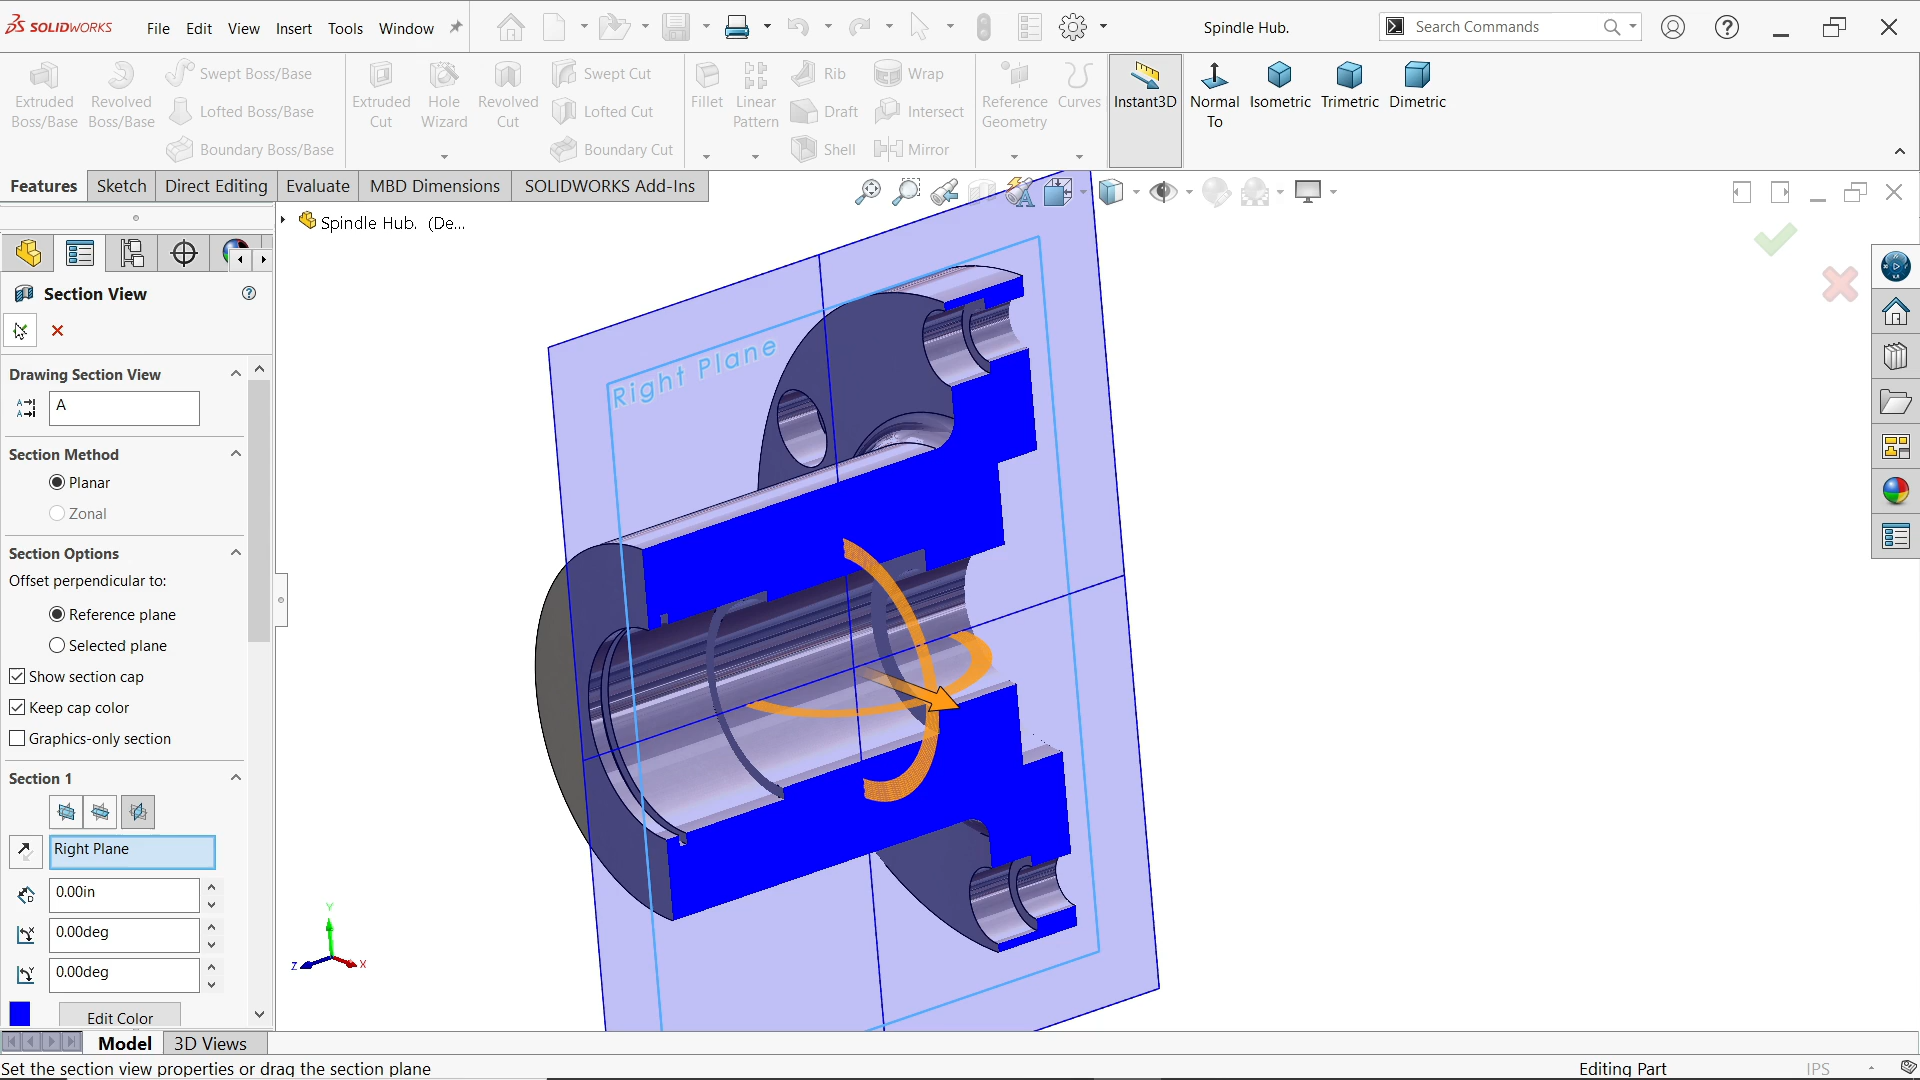 SOLIDWORKS File Edit View Insert Tools Window Spindle Hub. Search Commands
Extruded Boss/Base
Revolved Boss/Base
Swept Boss/Base
Lofted Boss/Base
Boundary Boss/Base
Extruded Cut
Hole Wizard
Revolved Cut
Swept Cut
Lofted Cut
Boundary Cut
Fillet
Linear Pattern
Rib
Draft
Shell
Wrap
Intersect
Mirror
Reference Geometry
Curves
Instant3D
Normal To
Isometric
Trimetric
Dimetric
Features Sketch Direct Editing Evaluate MBD Dimensions SOLIDWORKS Add-Ins
Spindle Hub. (De...
Section View
Drawing Section View
A
Section Method
Planar
Zonal
Section Options
Offset perpendicular to:
Reference plane
Selected plane
Show section cap
Keep cap color
Graphics-only section
Section 1
Right Plane
0.00in
0.00deg
0.00deg
Edit Color
Right Plane
Y
Z
X
Model 3D Views
Set the section view properties or drag the section plane
Editing Part
IPS